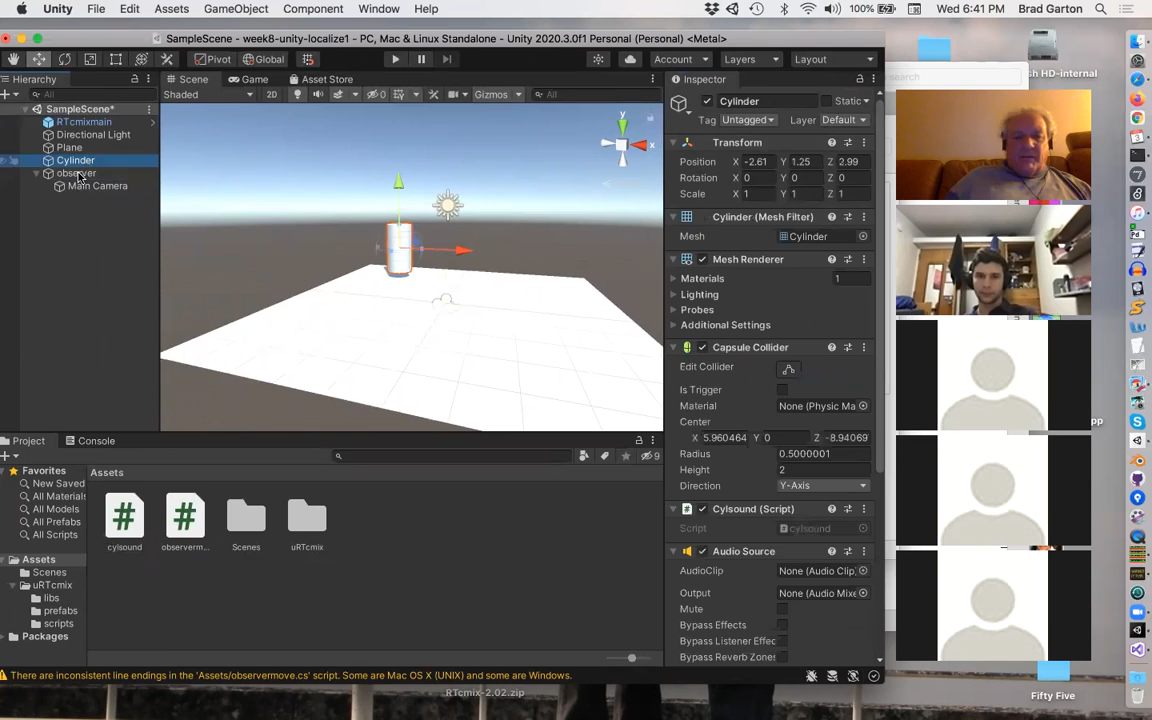 Unity File Edit Assets GameObject Component Window Help 100% Wed 6:41 PM Brad Garton
SampleScene - week8-unity-localize1 - PC, Mac & Linux Standalone - Unity 2020.3.0f1 Personal (Personal) <Metal>
Pivot Global Account Layers Layout
Hierarchy
All
SampleScene*
RTcmixmain
Directional Light
Plane
Cylinder
observer
Main Camera
Scene Game Asset Store
Shaded 2D 0 Gizmos All
y
x
Inspector
Cylinder Static
Tag Untagged Layer Default
Transform
Position X -2.61 Y 1.25 Z 2.99
Rotation X 0 Y 0 Z 0
Scale X 1 Y 1 Z 1
Cylinder (Mesh Filter)
Mesh Cylinder
Mesh Renderer
Materials 1
Lighting
Probes
Additional Settings
Capsule Collider
Edit Collider
Is Trigger
Material None (Physic Ma
Center
X 5.960464 Y 0 Z -8.94069
Radius 0.5000001
Height 2
Direction Y-Axis
Cylsound (Script)
Script cylsound
Audio Source
AudioClip None (Audio Clip
Output None (Audio Mixe
Mute
Bypass Effects
Bypass Listener Effec
Bypass Reverb Zones
Project Console
9
Favorites
New Saved
All Materials
All Models
All Prefabs
All Scripts
Assets
Scenes
uRTcmix
libs
prefabs
scripts
Packages
Assets
cylsound observerm... Scenes uRTcmix
There are inconsistent line endings in the 'Assets/observermove.cs' script. Some are Mac OS X (UNIX) and some are Windows.
RTcmix-2.02.zip
search
sh HD-internal
pp
Fifty Five